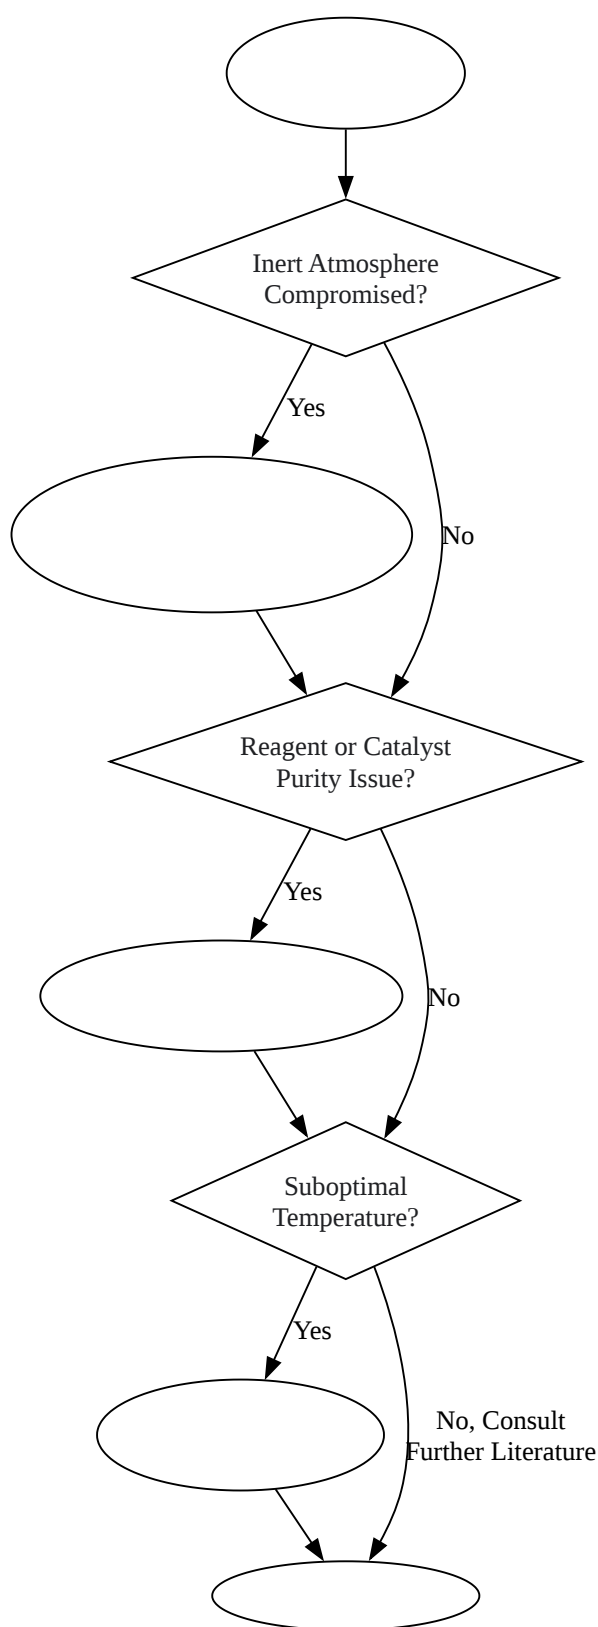 Inert Atmosphere
Compromised?
Yes
No
Reagent or Catalyst
Purity Issue?
Yes
No
Suboptimal
Temperature?
Yes
No, Consult
Further Literature